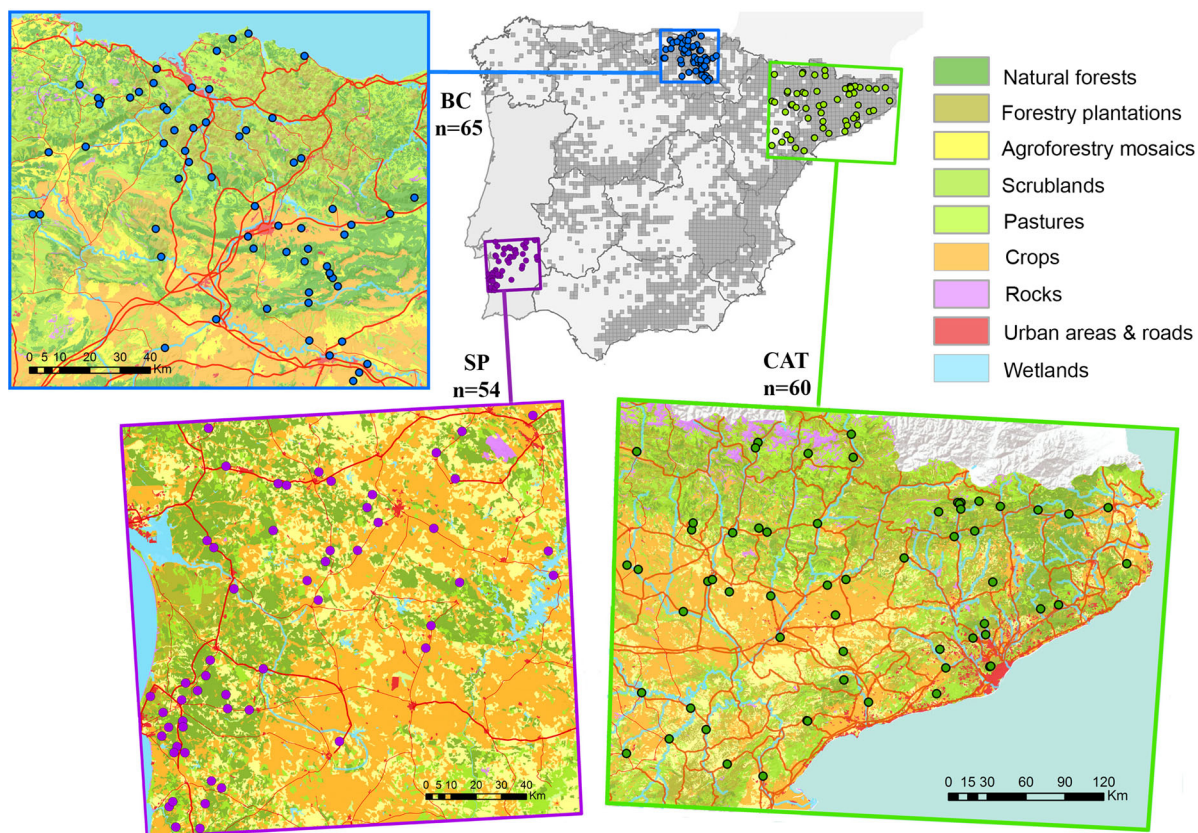 BC
n=65
SP
n=54
CAT
n=60
Natural forests
Forestry plantations
Agroforestry mosaics
Scrublands
Pastures
Crops
Rocks
Urban areas & roads
Wetlands
0 5 10 20 30 40
Km
0 5 10 20 30 40
Km
0 15 30 60 90 120
Km